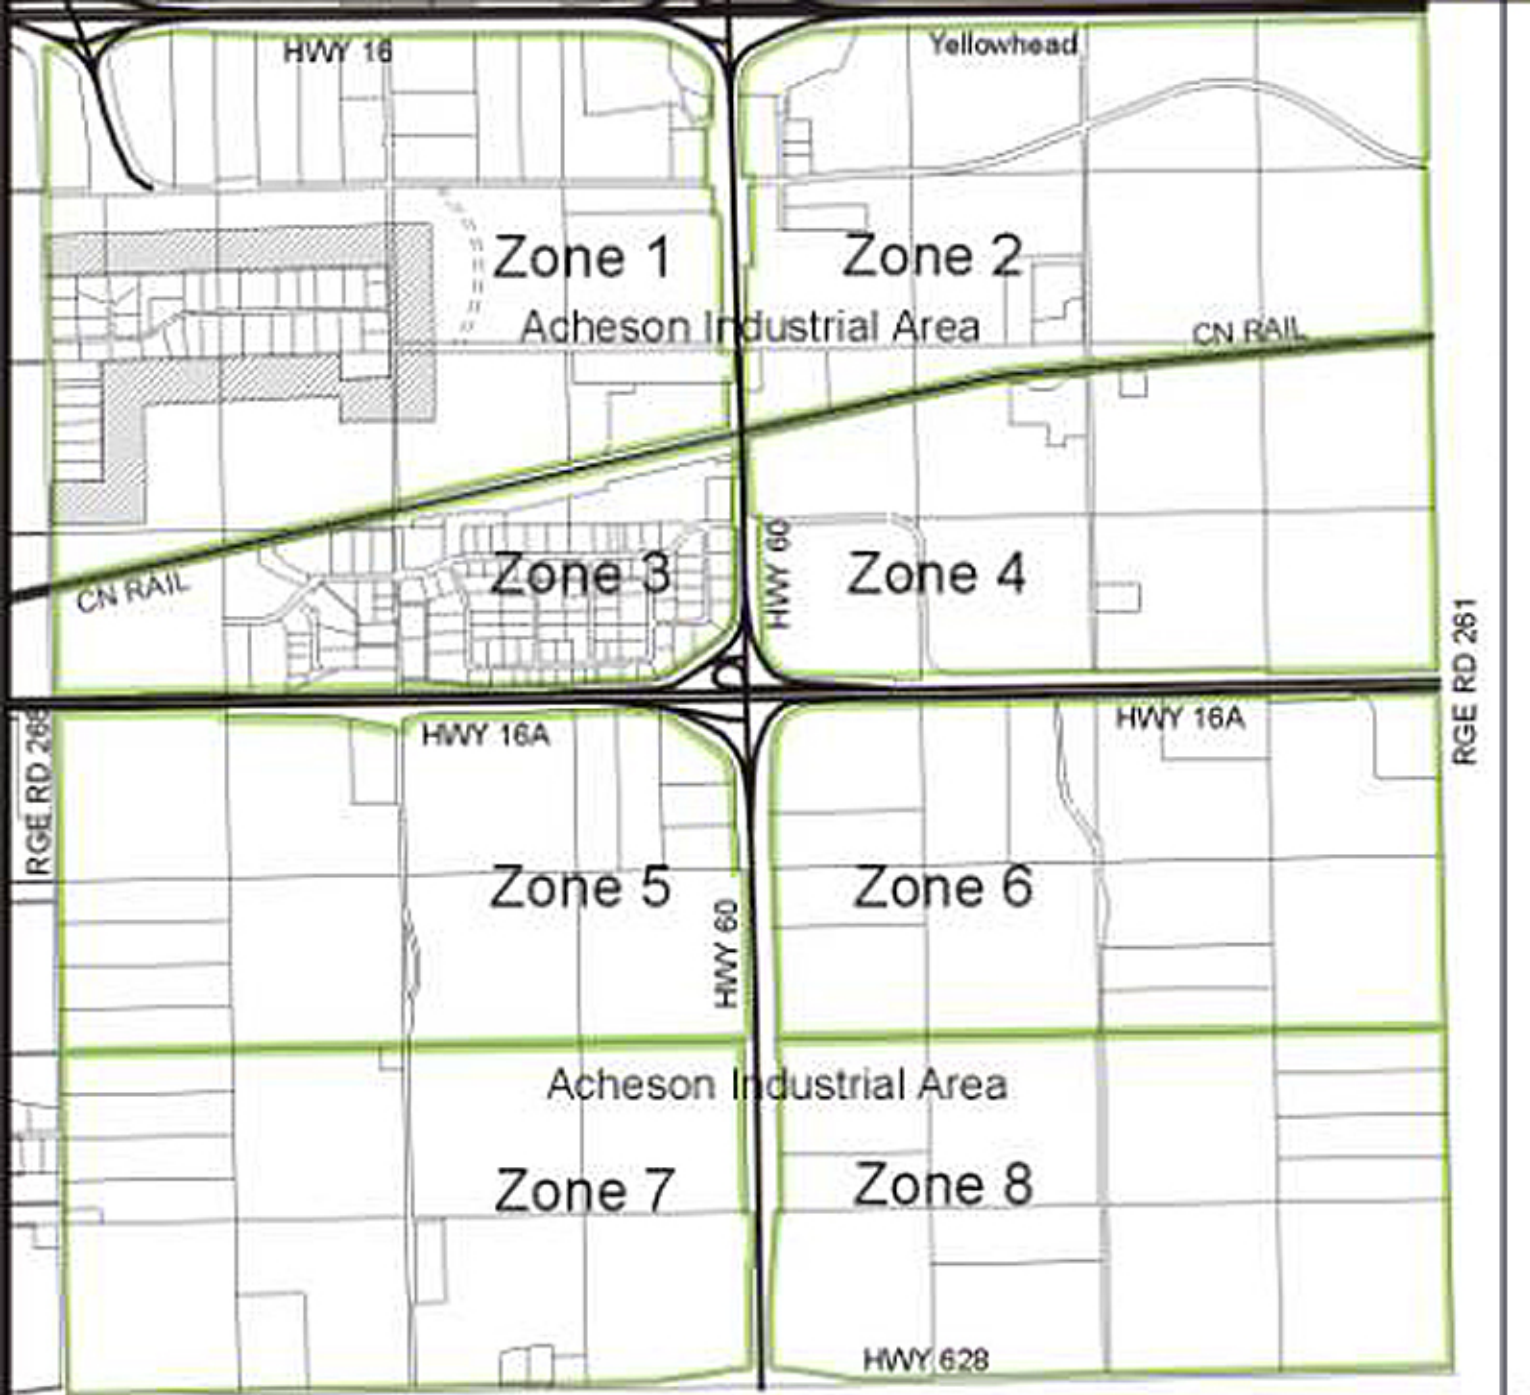 HWY 16
Yellowhead
Zone 1
Zone 2
Acheson Industrial Area
CN RAIL
Zone 3
HWY 60
Zone 4
CN RAIL
RGE RD 261
HWY 16A
HWY 16A
RGE RD
Zone 5
Zone 6
HWY 60
Acheson Industrial Area
Zone 7
Zone 8
HWY 628